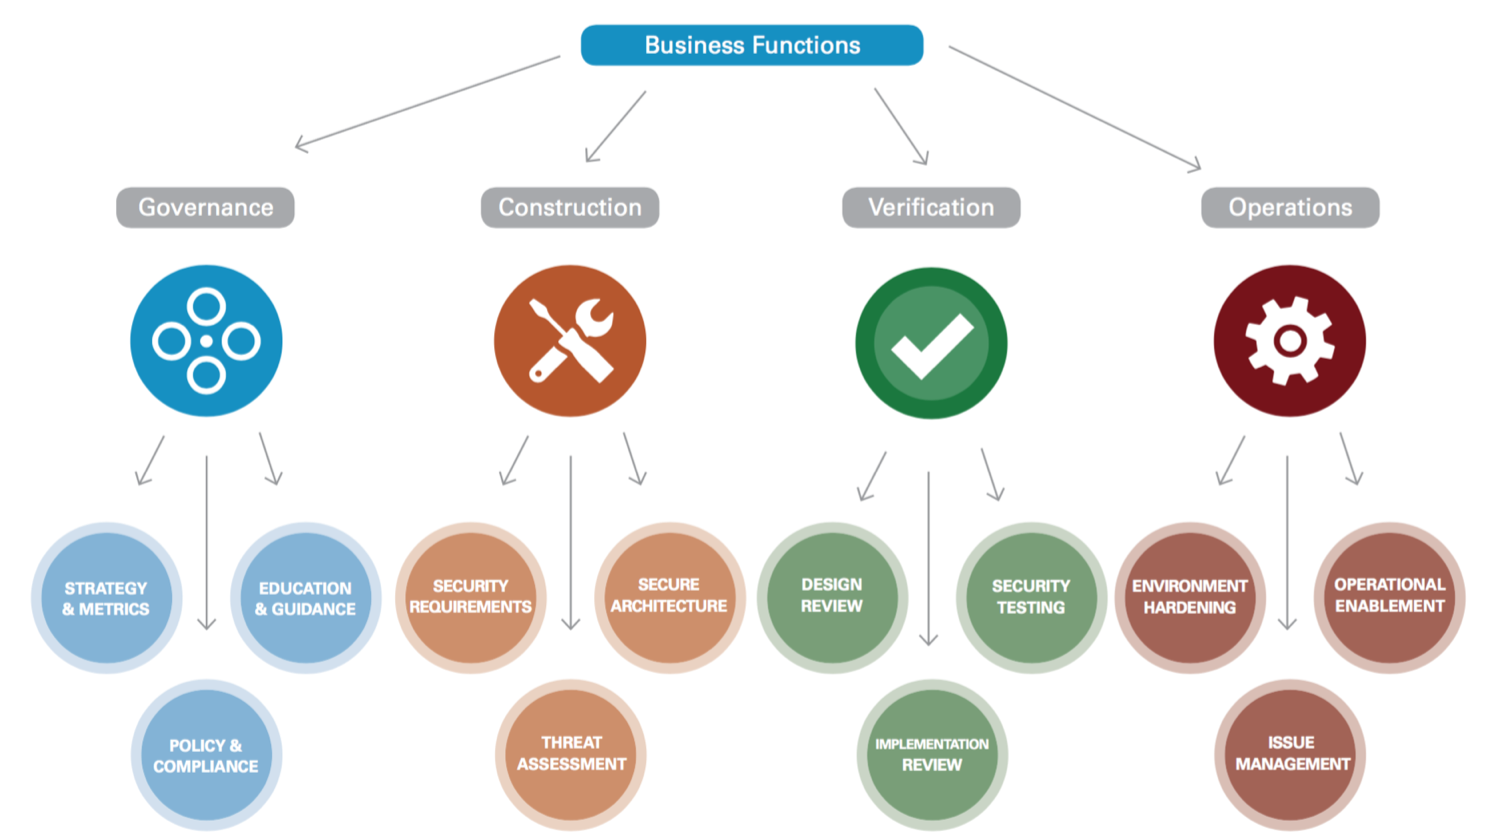 Business Functions
Governance
Construction
Verification
Operations
STRATEGY
& METRICS
EDUCATION
& GUIDANCE
POLICY &
COMPLIANCE
SECURITY
REQUIREMENTS
SECURE
ARCHITECTURE
THREAT
ASSESSMENT
DESIGN
REVIEW
SECURITY
TESTING
IMPLEMENTATION
REVIEW
ENVIRONMENT
HARDENING
OPERATIONAL
ENABLEMENT
ISSUE
MANAGEMENT